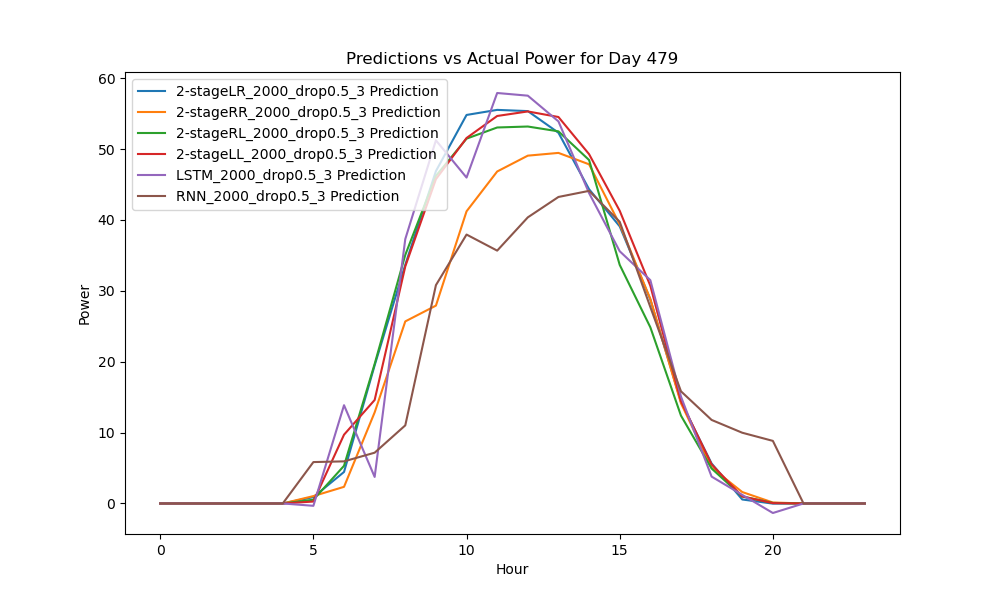 Predictions vs Actual Power for Day 479
2-stageLR_2000_drop0.5_3 Prediction
2-stageRR_2000_drop0.5_3 Prediction
2-stageRL_2000_drop0.5_3 Prediction
2-stageLL_2000_drop0.5_3 Prediction
LSTM_2000_drop0.5_3 Prediction
RNN_2000_drop0.5_3 Prediction
60
50
40
30
20
10
0
Power
0 5 10 15 20
Hour